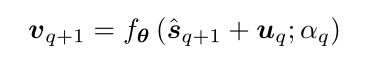 𝒗_{q+1} = f_𝜽 (ŝ_{q+1} + 𝒖_q; α_q)